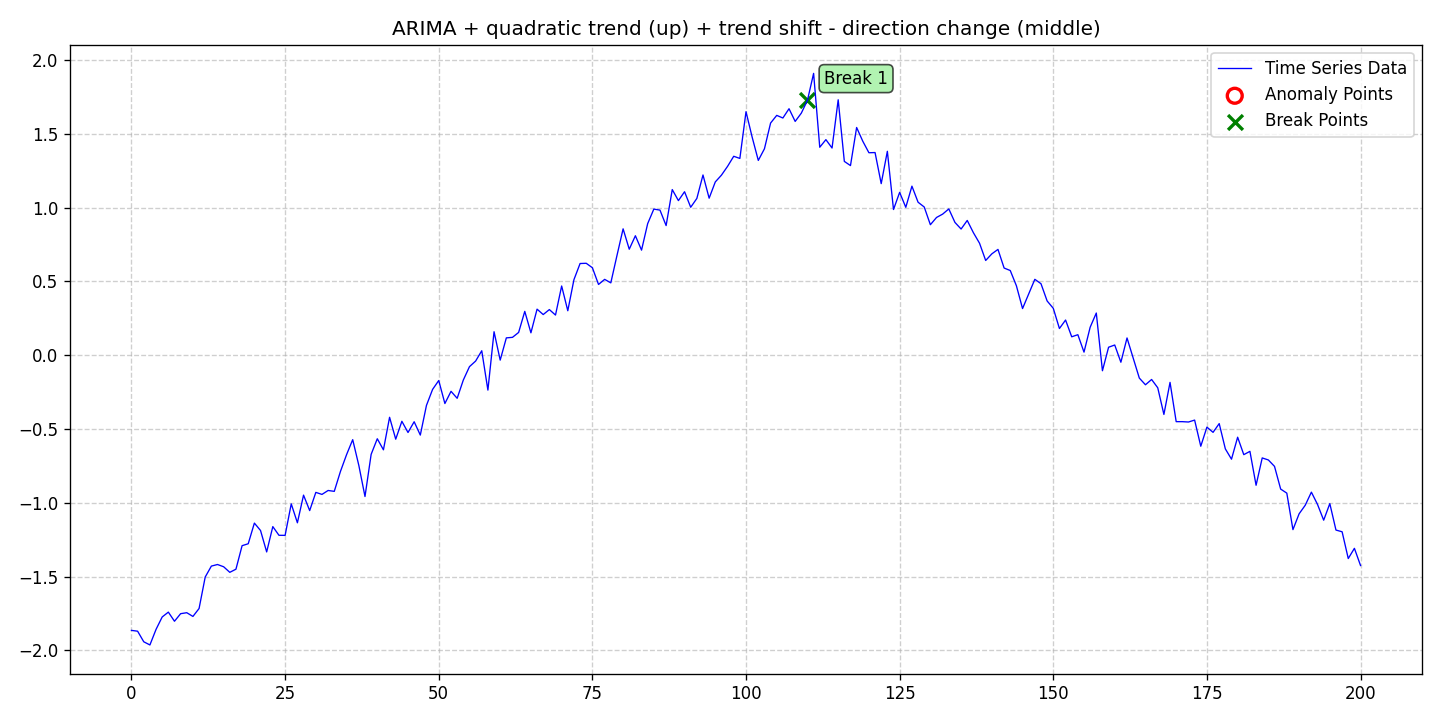 ARIMA + quadratic trend (up) + trend shift - direction change (middle)
Break 1
Time Series Data
Anomaly Points
Break Points
2.0
1.5
1.0
0.5
0.0
−0.5
−1.0
−1.5
−2.0
0 25 50 75 100 125 150 175 200